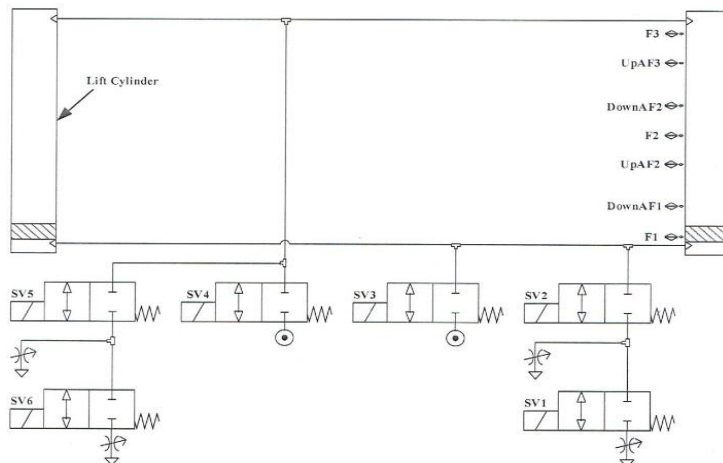 F3
UpAF3
Lift Cylinder
DownAF2
F2
UpAF2
DownAF1
F1
SV5
SV4
SV3
SV2
SV6
SV1